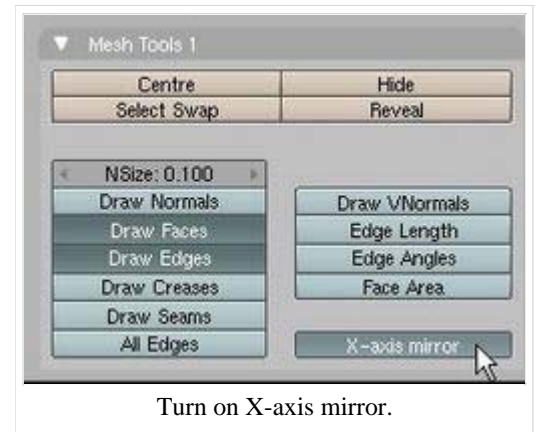 Mesh Tools 1
Centre Hide
Select Swap Reveal
NSize: 0.100
Draw Normals
Draw Faces
Draw Edges
Draw Creases
Draw Seams
All Edges
Draw VNormals
Edge Length
Edge Angles
Face Area
X-axis mirror
Turn on X-axis mirror.